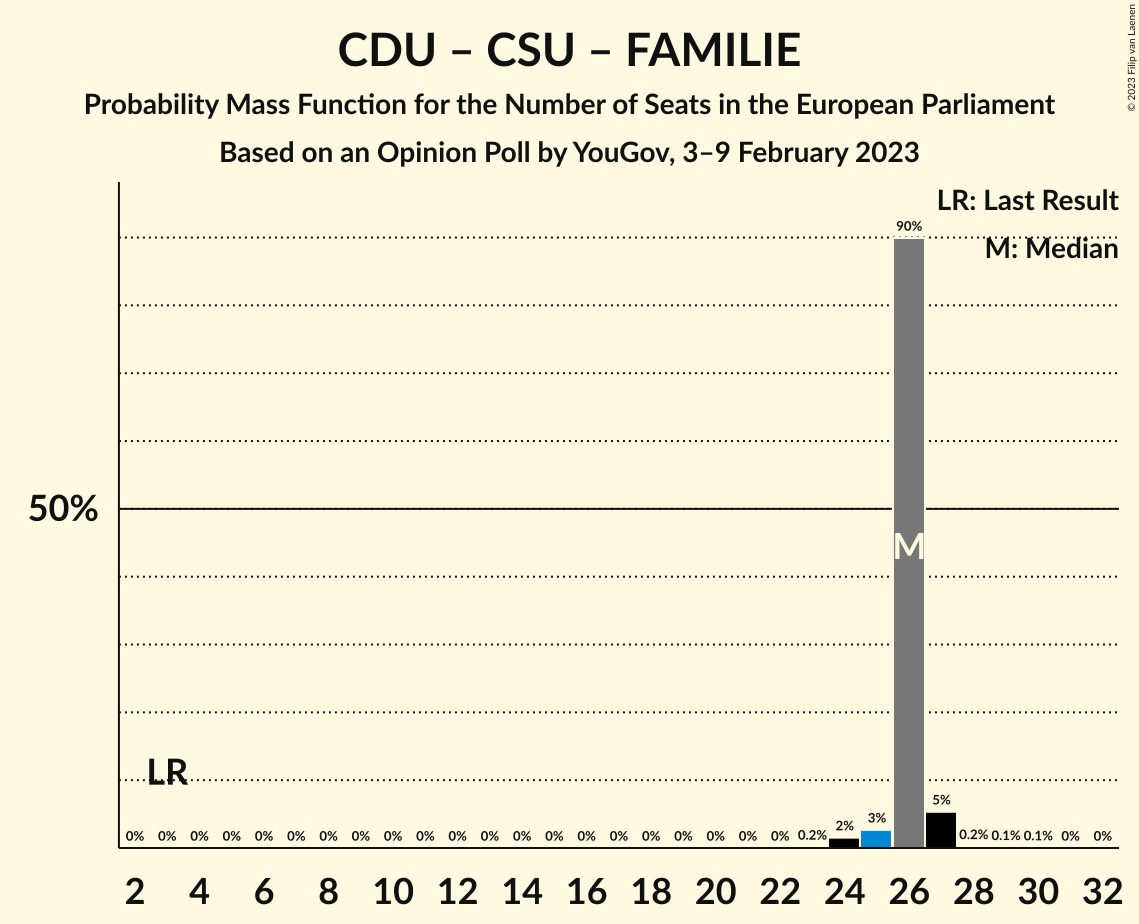 CDU – CSU – FAMILIE
Probability Mass Function for the Number of Seats in the European Parliament
Based on an Opinion Poll by YouGov, 3–9 February 2023
© 2023 Filip van Laenen
LR: Last Result
M: Median
90%
50%
M
LR
0% 0% 0% 0% 0% 0% 0% 0% 0% 0% 0% 0% 0% 0% 0% 0% 0% 0% 0% 0% 0% 0.2% 2% 3% 5% 0.2% 0.1% 0.1% 0% 0%
2 4 6 8 10 12 14 16 18 20 22 24 26 28 30 32